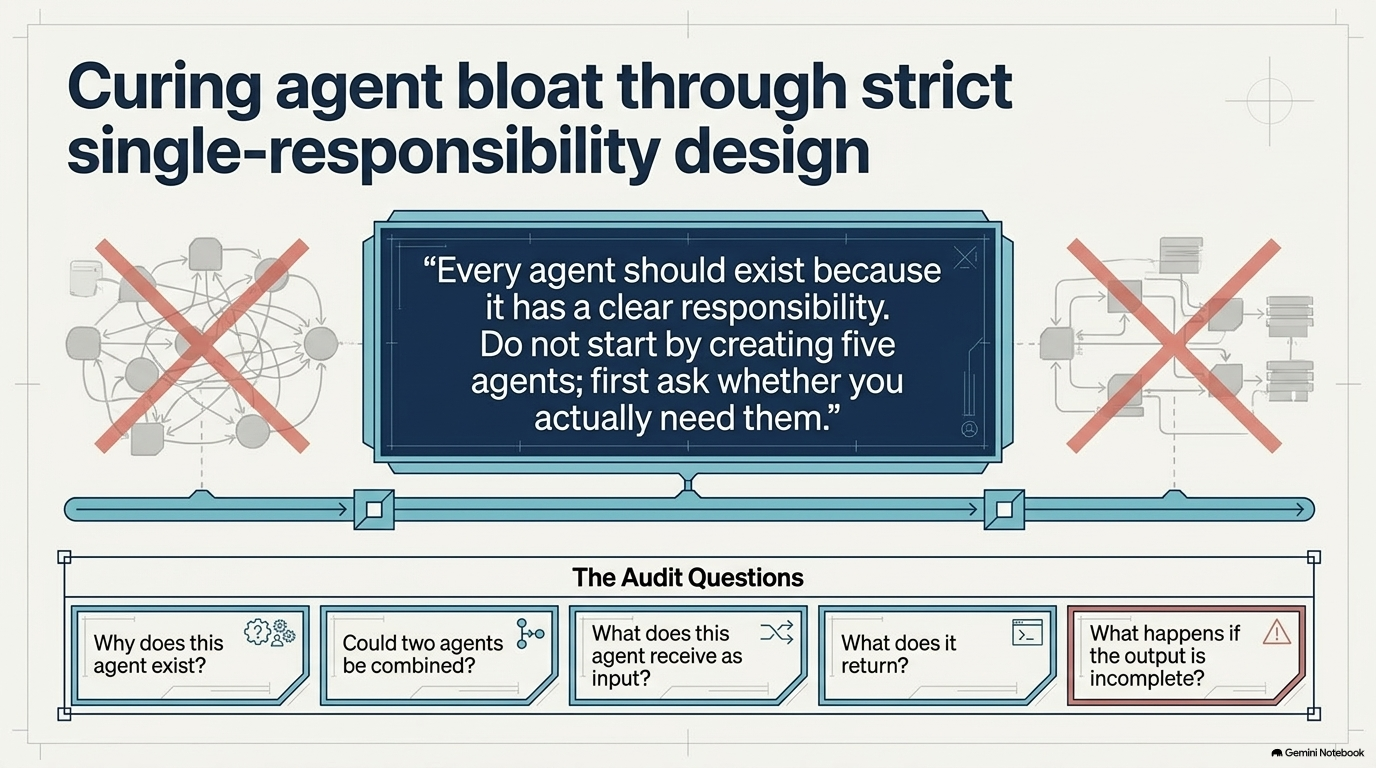 Curing agent bloat through strict
single-responsibility design
“Every agent should exist because
it has a clear responsibility.
Do not start by creating five
agents; first ask whether you
actually need them.”
The Audit Questions
Why does this
agent exist?
Could two agents
be combined?
What does this
agent receive as
input?
What does it
return?
What happens if
the output is
incomplete?
Gemini Notebook